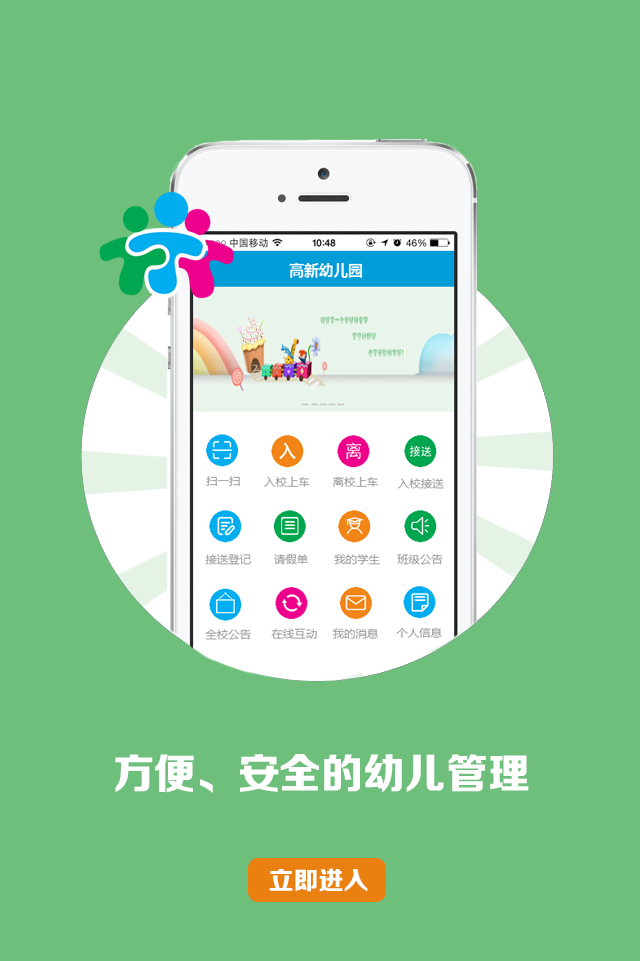 中国移动 10:48 46%
高新幼儿园
入 离 接送
扫一扫 入校上车 离校上车 入校接送
接送登记 请假单 我的学生 班级公告
全校公告 在线互动 我的消息 个人信息
方便、安全的幼儿管理
立即进入